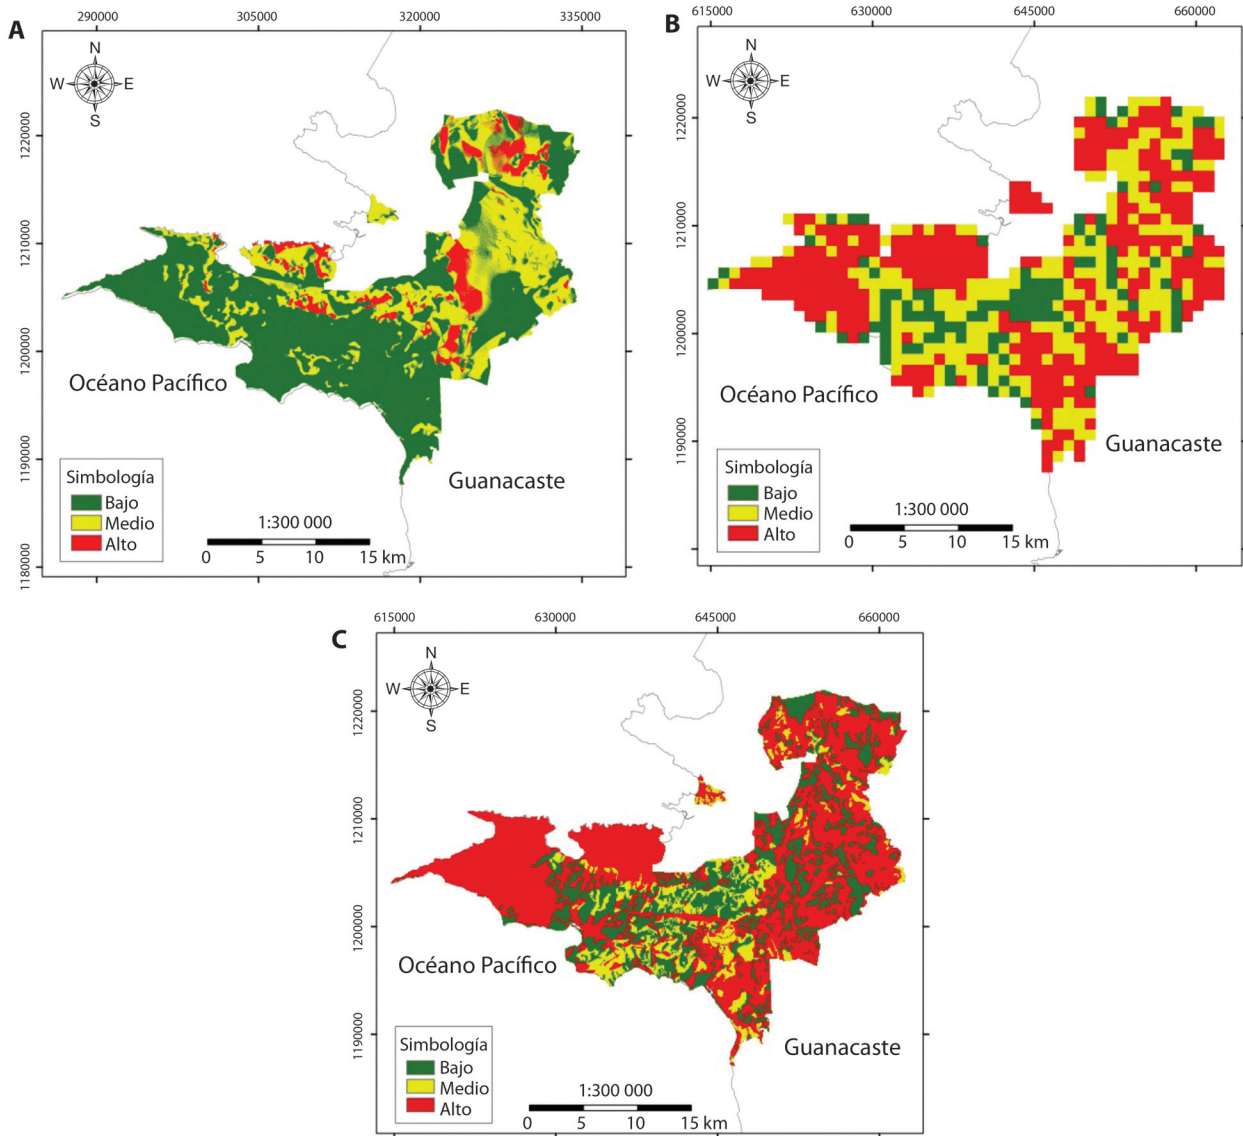 A
290000
305000
320000
335000
N
W
E
S
1220000
1210000
1200000
1190000
1180000
Océano Pacífico
Guanacaste
Simbología
Bajo
Medio
Alto
1:300 000
0 5 10 15 km
B
615000
630000
645000
660000
N
W
E
S
1220000
1210000
1200000
1190000
Océano Pacífico
Guanacaste
Simbología
Bajo
Medio
Alto
1:300 000
0 5 10 15 km
C
615000
630000
645000
660000
N
W
E
S
1220000
1210000
1200000
1190000
Océano Pacífico
Guanacaste
Simbología
Bajo
Medio
Alto
1:300 000
0 5 10 15 km